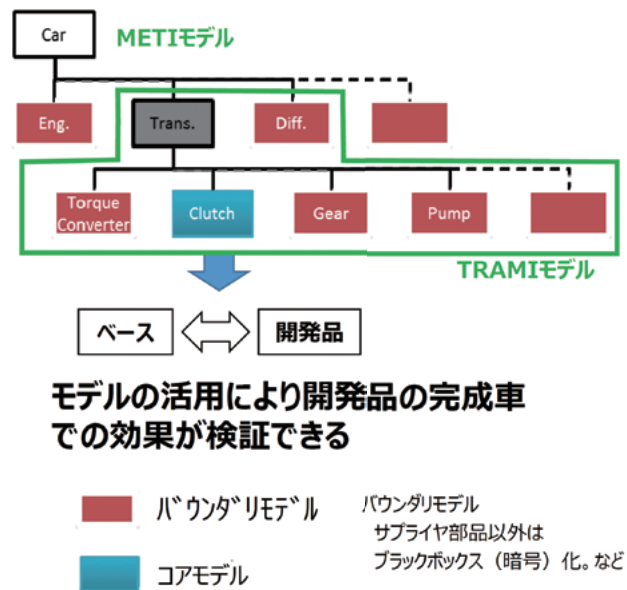 Car
METIモデル
Eng.
Trans.
Diff.
Torque
Converter
Clutch
Gear
Pump
TRAMIモデル
ベース
開発品
モデルの活用により開発品の完成車
での効果が検証できる
ﾊﾞｳﾝﾀﾞﾘﾓﾃﾞﾙ
バウンダリモデル
サプライヤ部品以外は
ブラックボックス（暗号）化。など
コアモデル